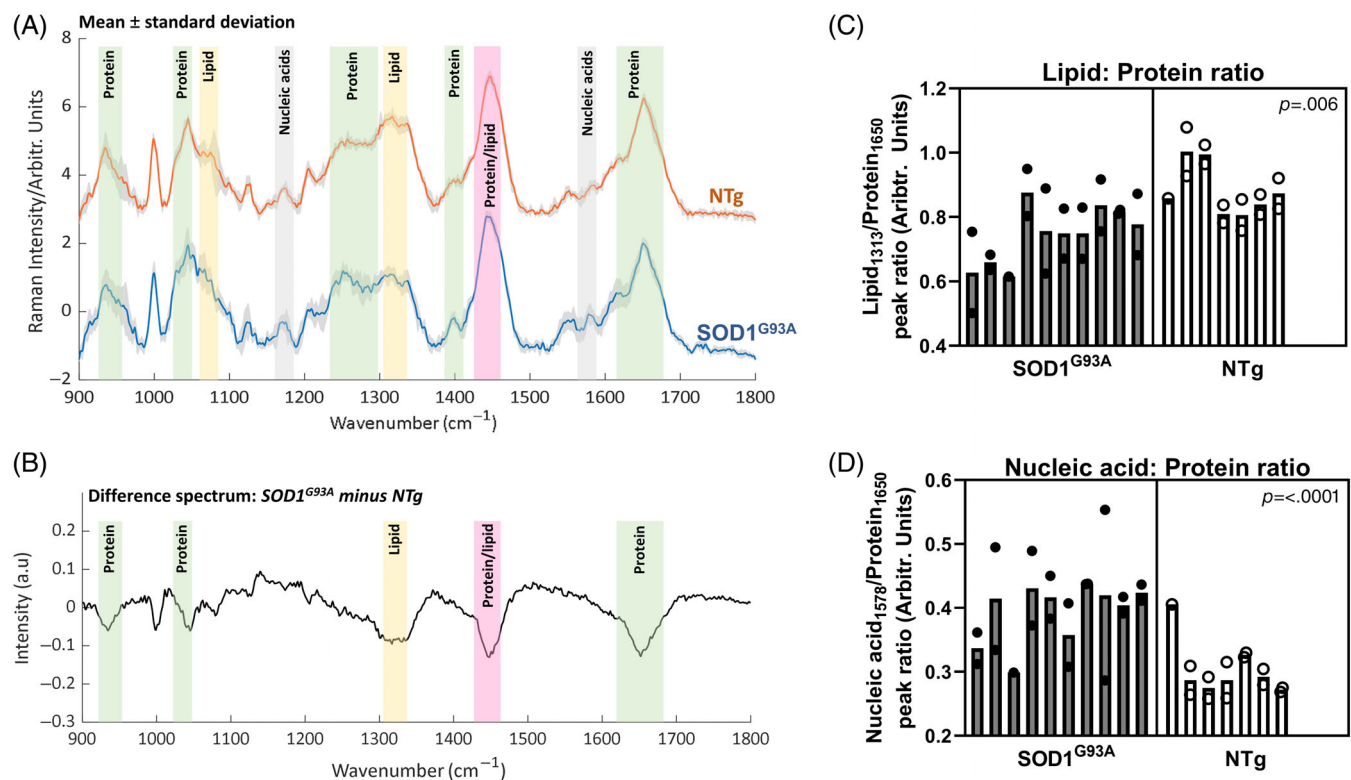 (A)
Mean ± standard deviation
8
6
4
2
0
−2
Raman Intensity/Arbitr. Units
Protein
Protein
Lipid
Nucleic acids
Protein
Lipid
Protein
Protein/lipid
Nucleic acids
Protein
NTg
SOD1G93A
900 1000 1100 1200 1300 1400 1500 1600 1700 1800
Wavenumber (cm−1)
(B)
Difference spectrum: SOD1G93A minus NTg
0.2
0.1
0
−0.1
−0.2
−0.3
Intensity (a.u)
Protein
Protein
Lipid
Protein/lipid
Protein
900 1000 1100 1200 1300 1400 1500 1600 1700 1800
Wavenumber (cm−1)
(C)
Lipid: Protein ratio
p=.006
1.2
1.0
0.8
0.6
0.4
Lipid1313/Protein1650
peak ratio (Aribtr. Units)
SOD1G93A NTg
(D)
Nucleic acid: Protein ratio
p=<.0001
0.6
0.5
0.4
0.3
0.2
Nucleic acid1578/Protein1650
peak ratio (Arbitr. Units)
SOD1G93A NTg